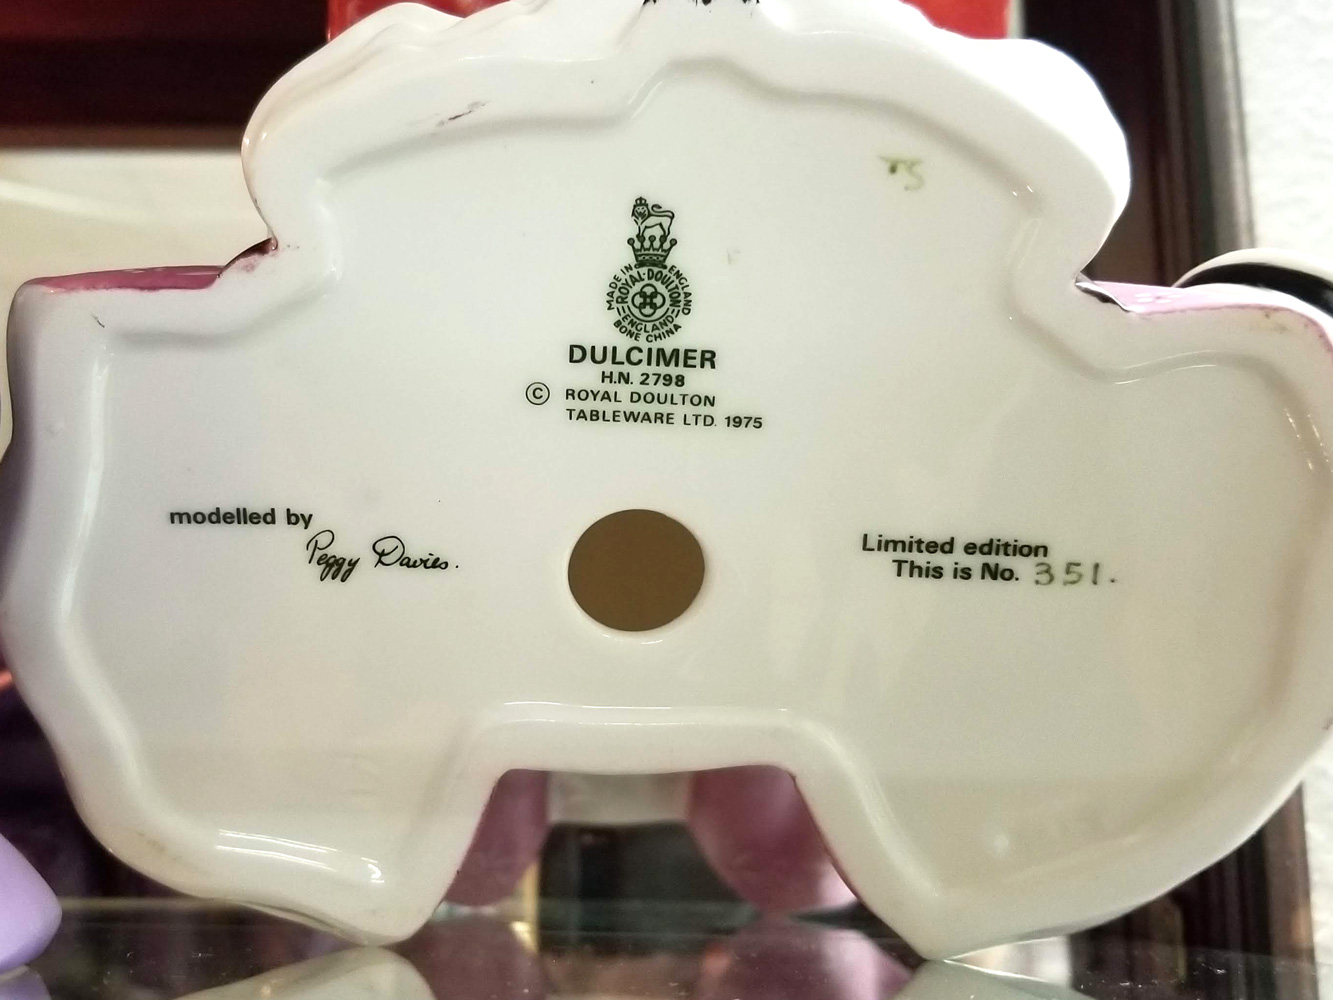 TS
MADE IN ENGLAND
ROYAL·DOULTON
ENGLAND
BONE CHINA
DULCIMER
H.N. 2798
© ROYAL DOULTON
TABLEWARE LTD. 1975
modelled by
Peggy Davies.
Limited edition
This is No. 351.